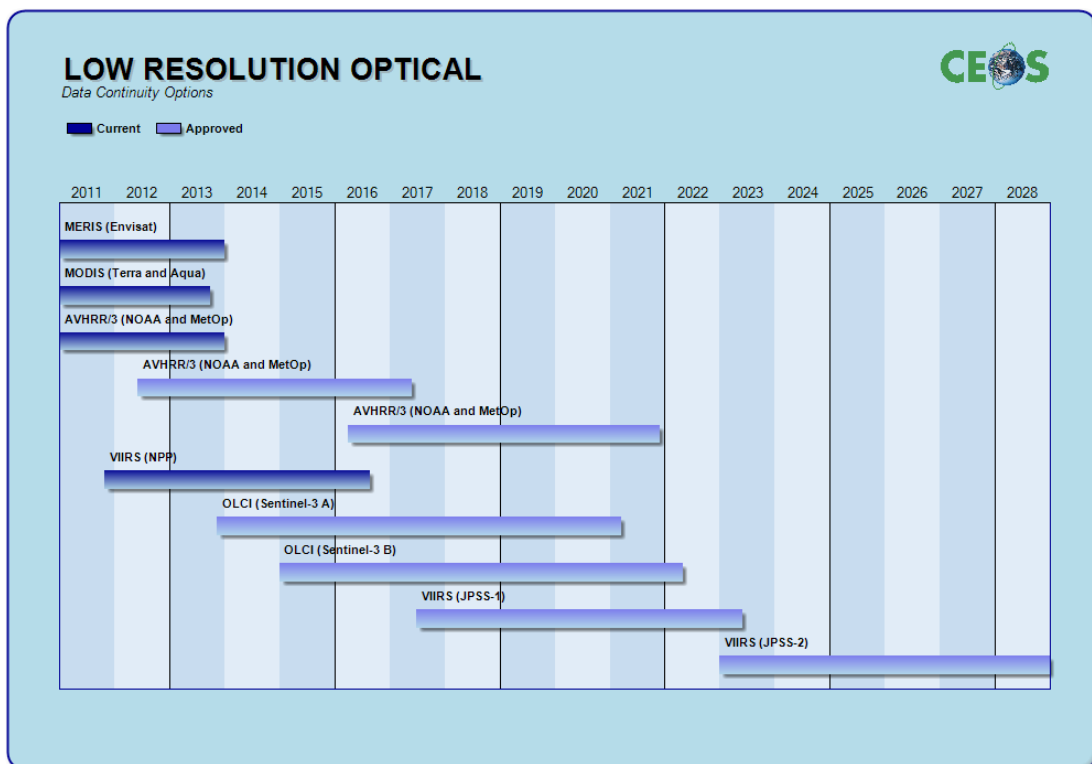 LOW RESOLUTION OPTICAL
CEOS
Data Continuity Options
Current Approved
2011 2012 2013 2014 2015 2016 2017 2018 2019 2020 2021 2022 2023 2024 2025 2026 2027 2028
MERIS (Envisat)
MODIS (Terra and Aqua)
AVHRR/3 (NOAA and MetOp)
AVHRR/3 (NOAA and MetOp)
AVHRR/3 (NOAA and MetOp)
VIIRS (NPP)
OLCI (Sentinel-3 A)
OLCI (Sentinel-3 B)
VIIRS (JPSS-1)
VIIRS (JPSS-2)